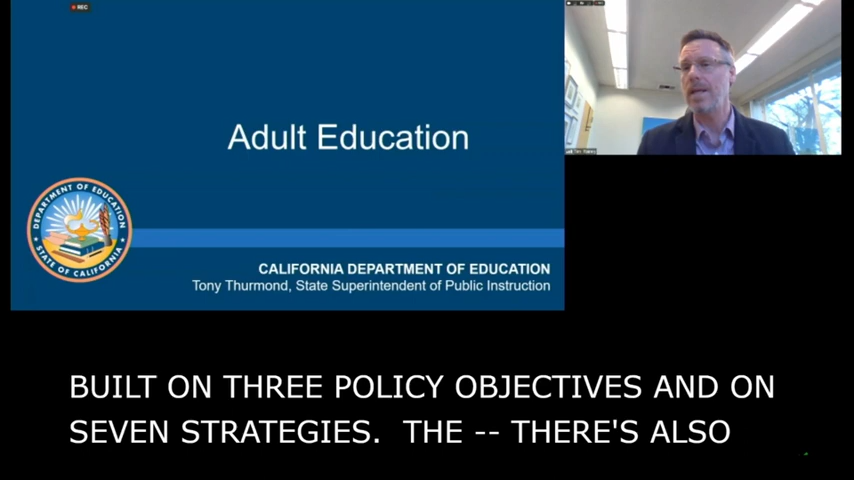 REC
Adult Education
DEPARTMENT OF EDUCATION
STATE OF CALIFORNIA
CALIFORNIA DEPARTMENT OF EDUCATION
Tony Thurmond, State Superintendent of Public Instruction
BUILT ON THREE POLICY OBJECTIVES AND ON
SEVEN STRATEGIES.  THE -- THERE'S ALSO